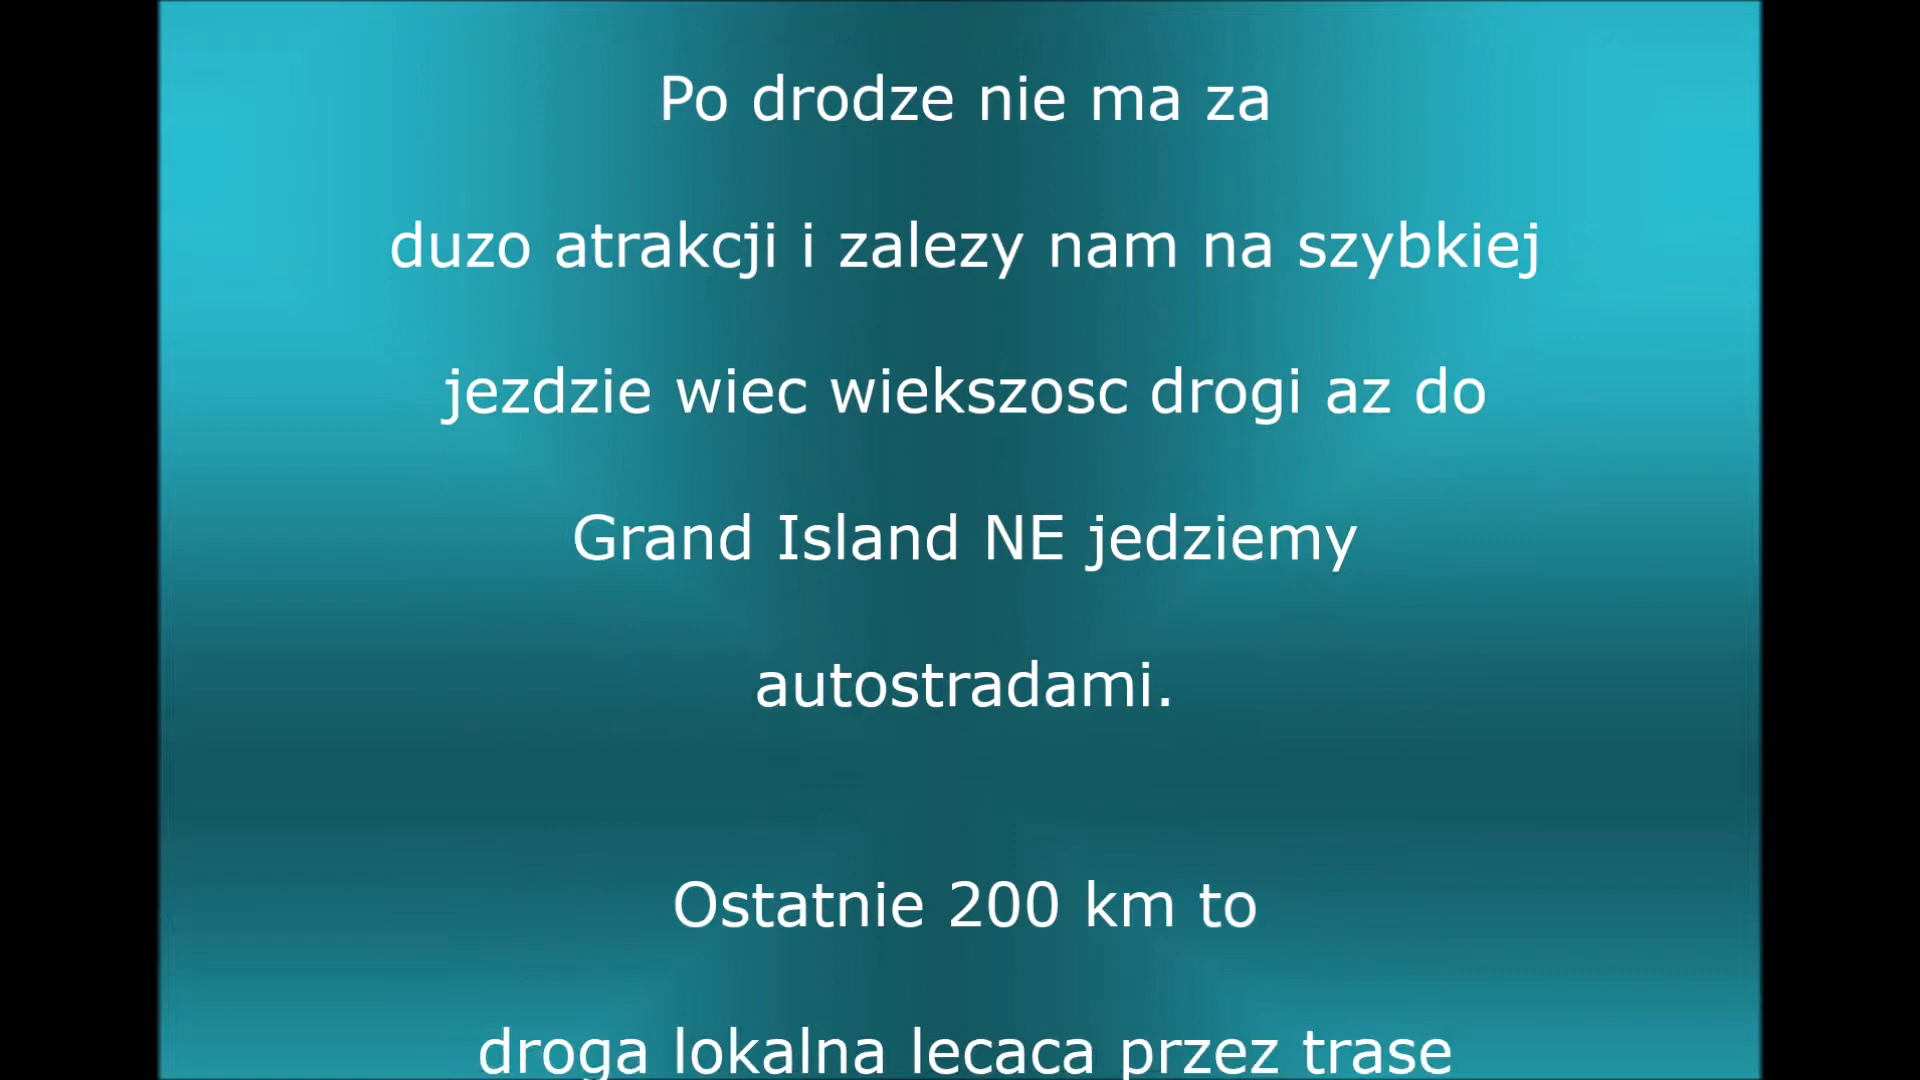 Po drodze nie ma za
duzo atrakcji i zalezy nam na szybkiej
jezdzie wiec wiekszosc drogi az do
Grand Island NE jedziemy
autostradami.
Ostatnie 200 km to
droga lokalna lecaca przez trase